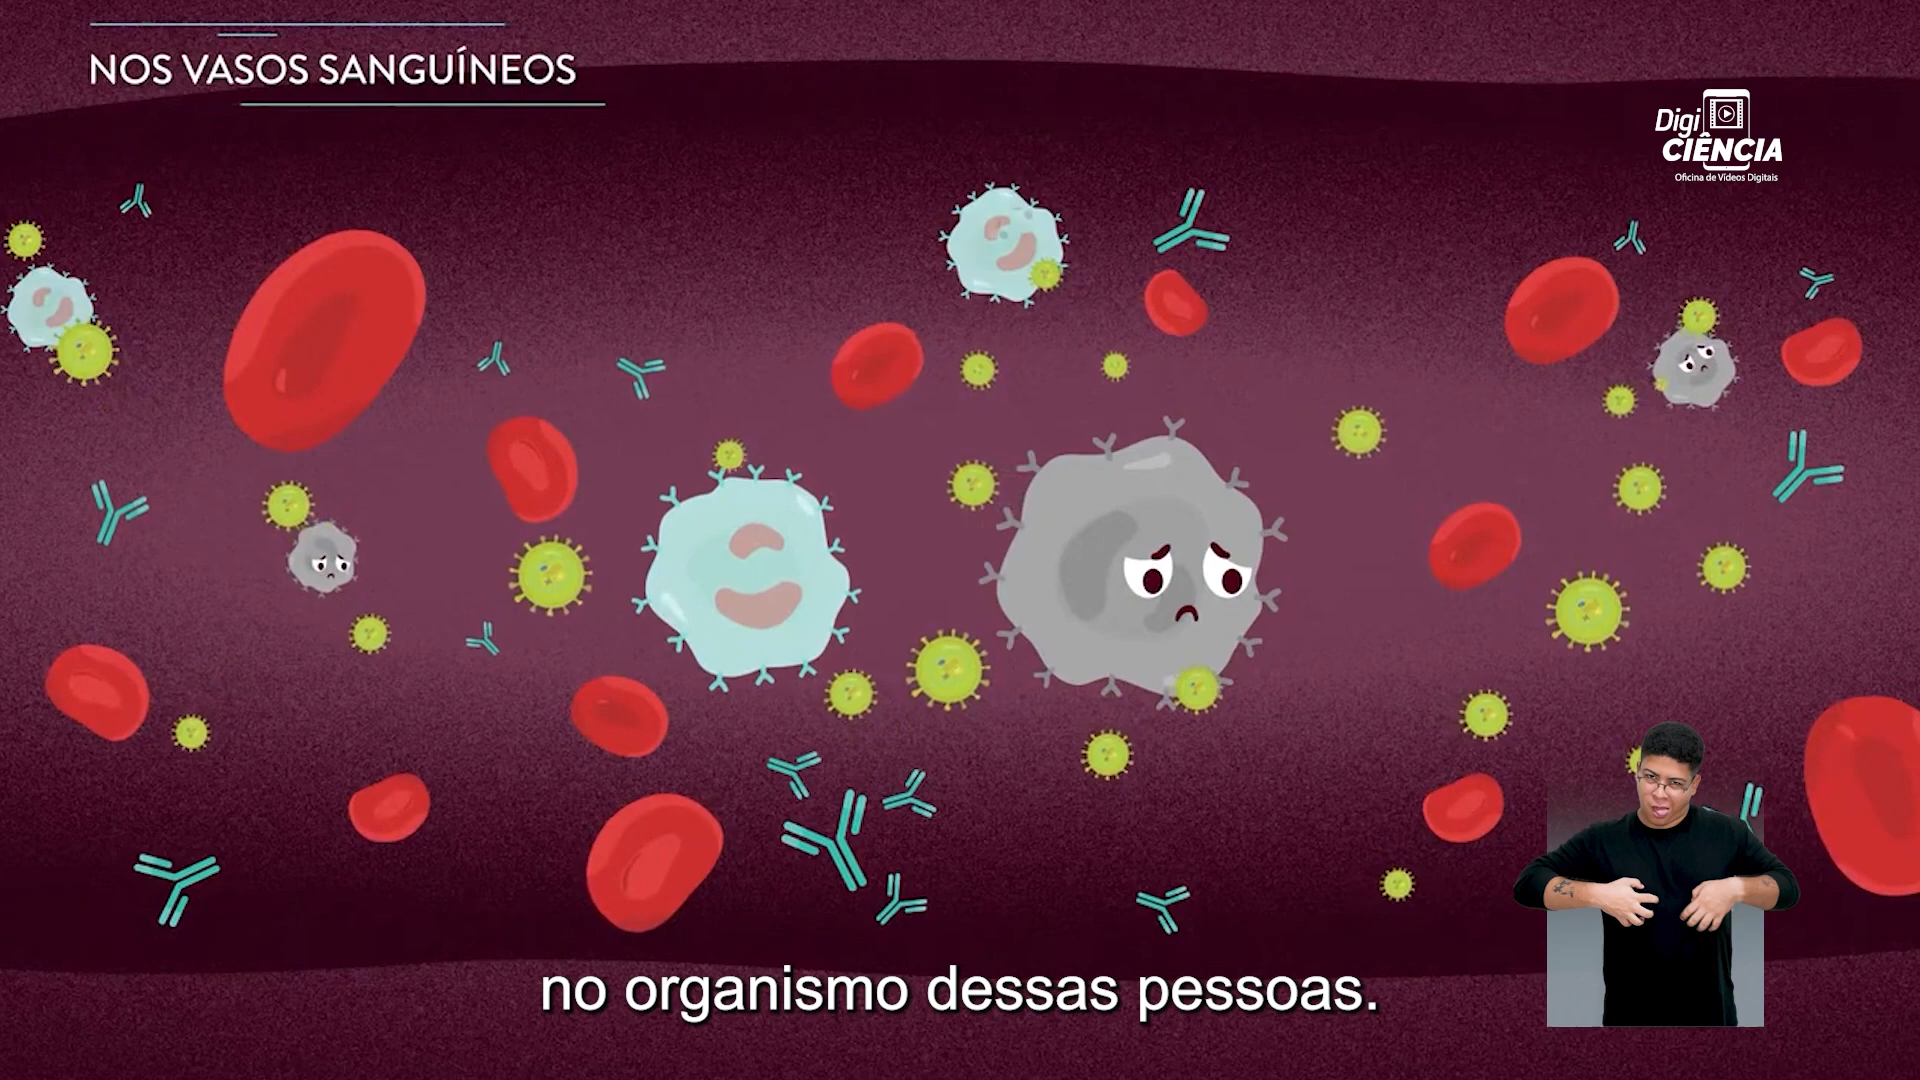 NOS VASOS SANGUÍNEOS
Digi
CIÊNCIA
Oficina de Vídeos Digitais
no organismo dessas pessoas.